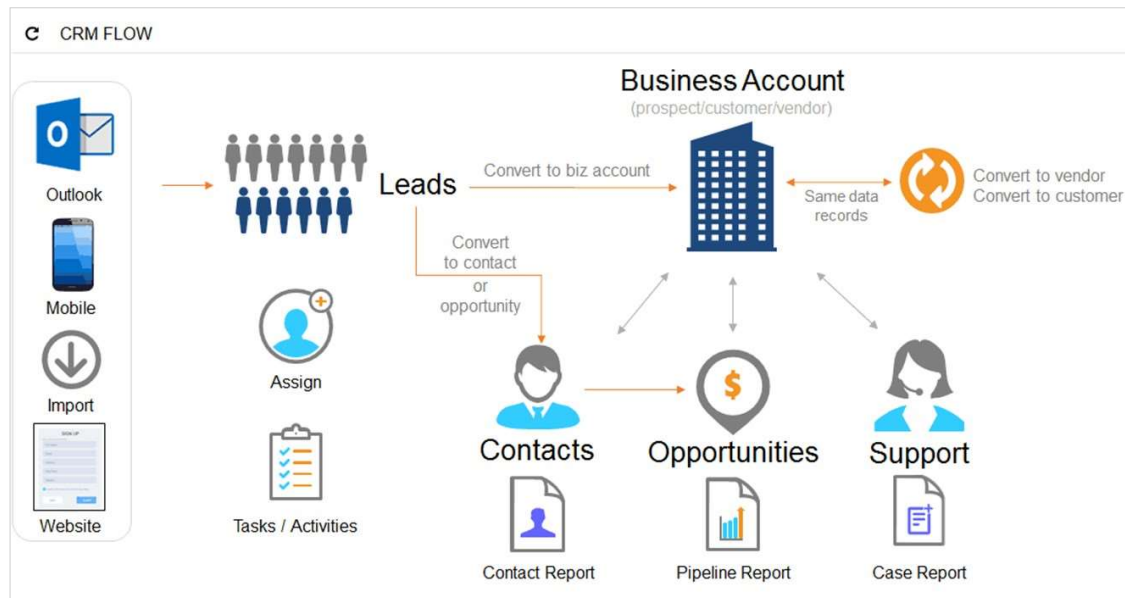 CRM FLOW
Business Account
(prospect/customer/vendor)
Outlook
Mobile
Import
SIGN UP
Website
Leads
Convert to biz account
Same data
records
Convert to vendor
Convert to customer
Convert
to contact
or
opportunity
Assign
Tasks / Activities
Contacts
Opportunities
Support
Contact Report
Pipeline Report
Case Report